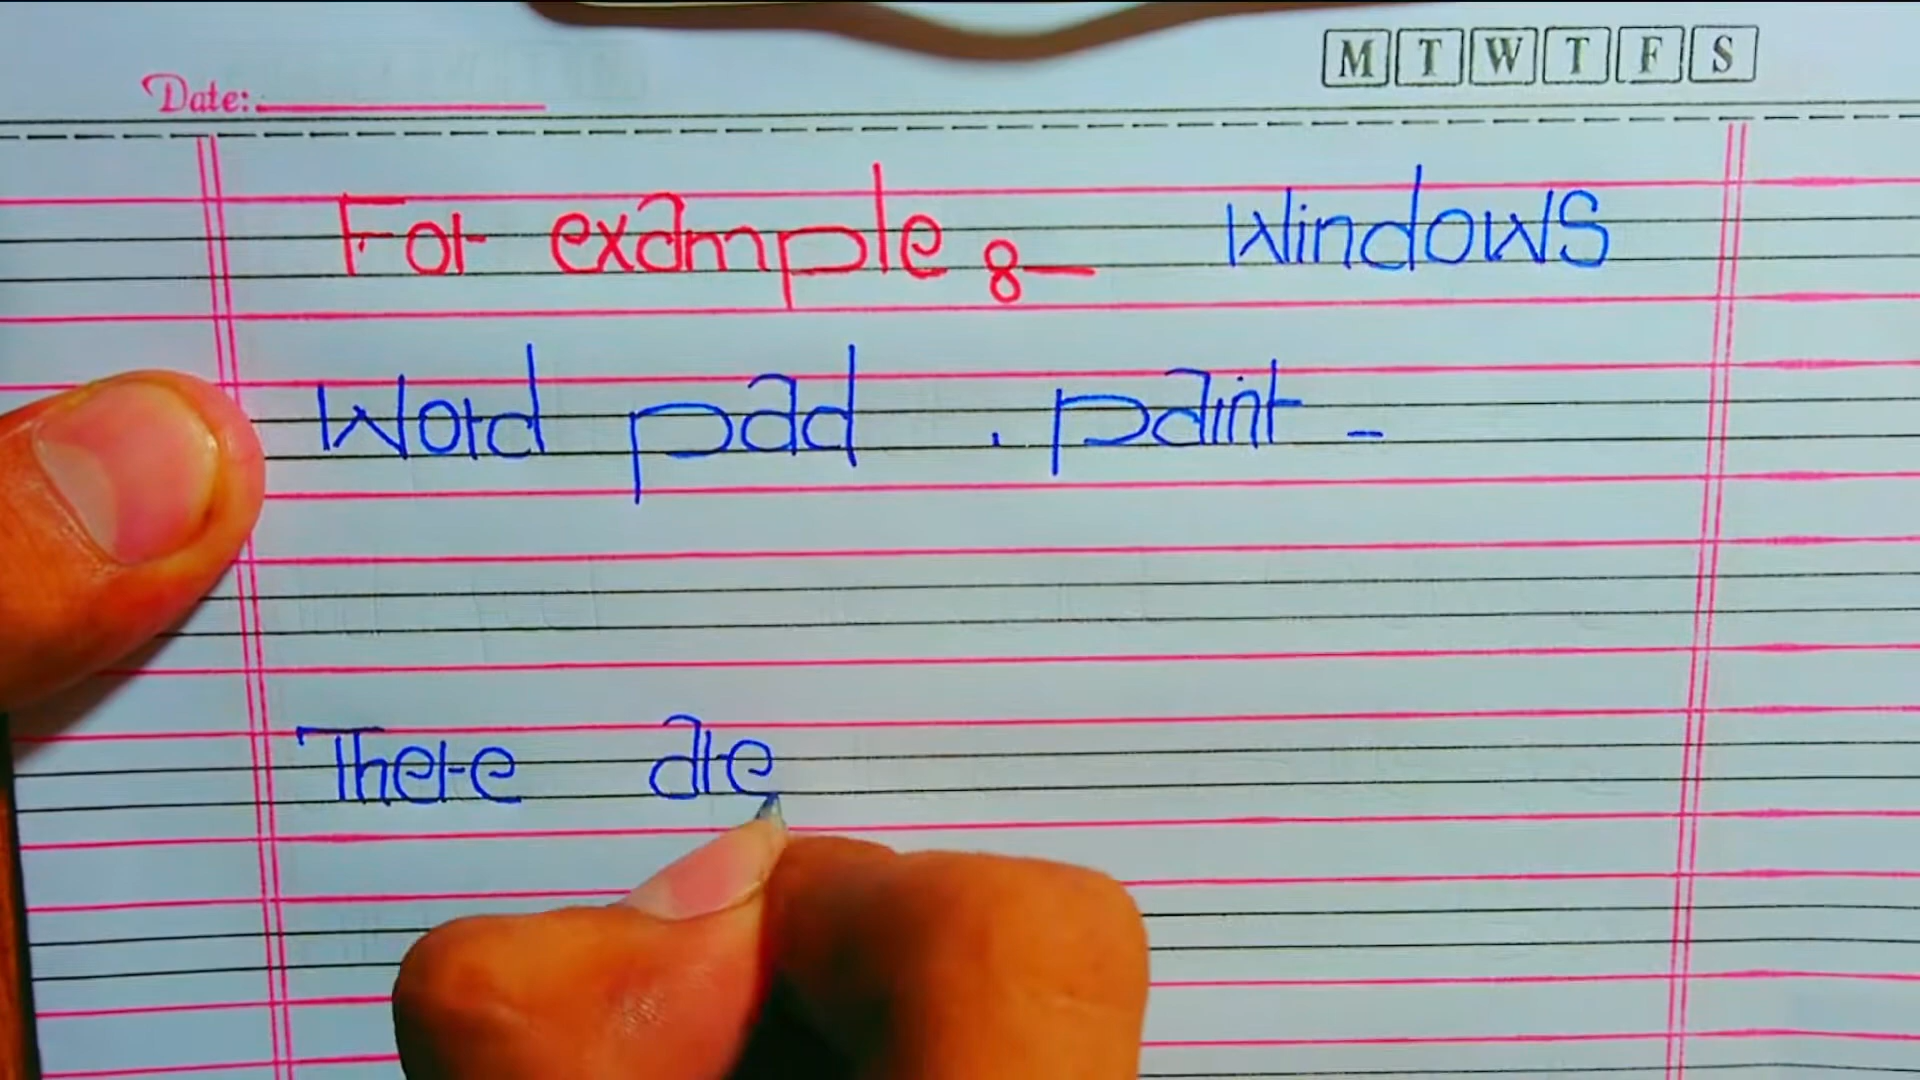 Date:
M T W T F S
For example :- Windows
Word pad . paint -
There are